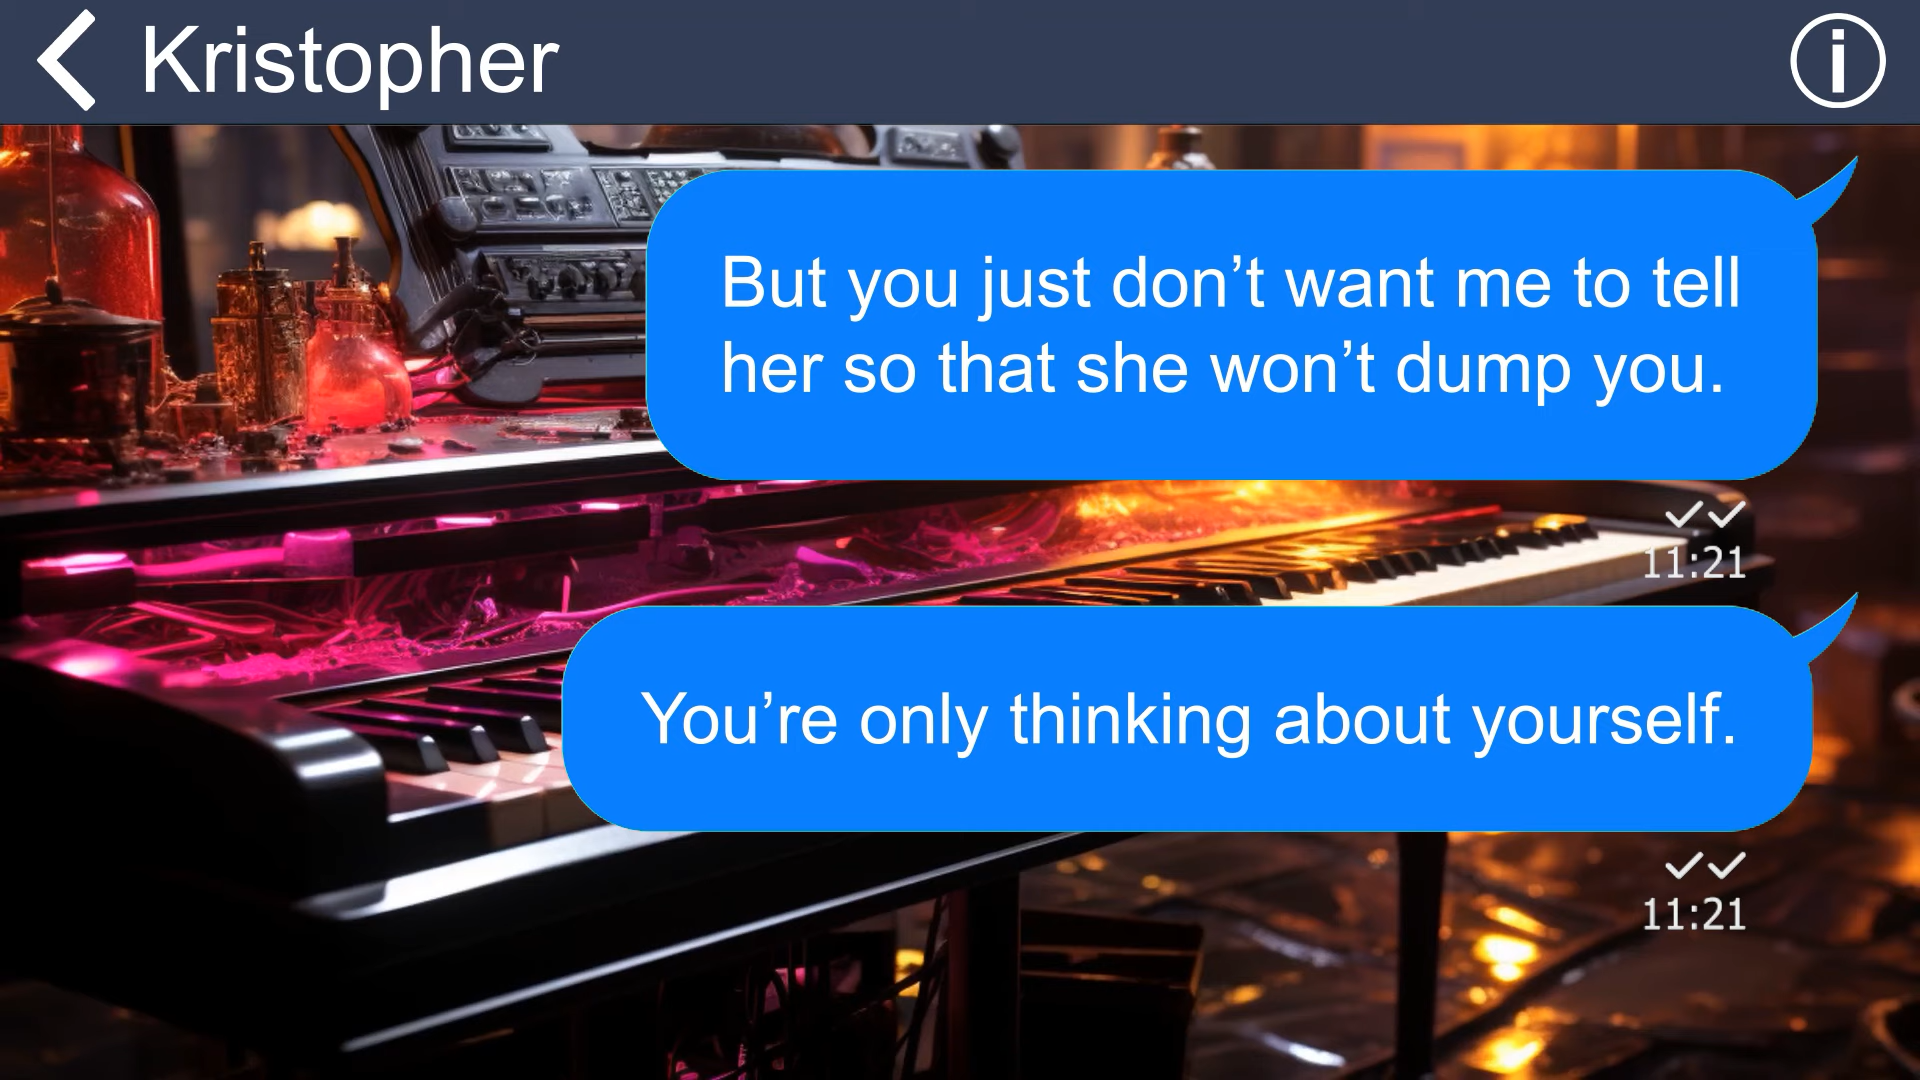 Kristopher
But you just don’t want me to tell
her so that she won’t dump you.
11:21
You’re only thinking about yourself.
11:21